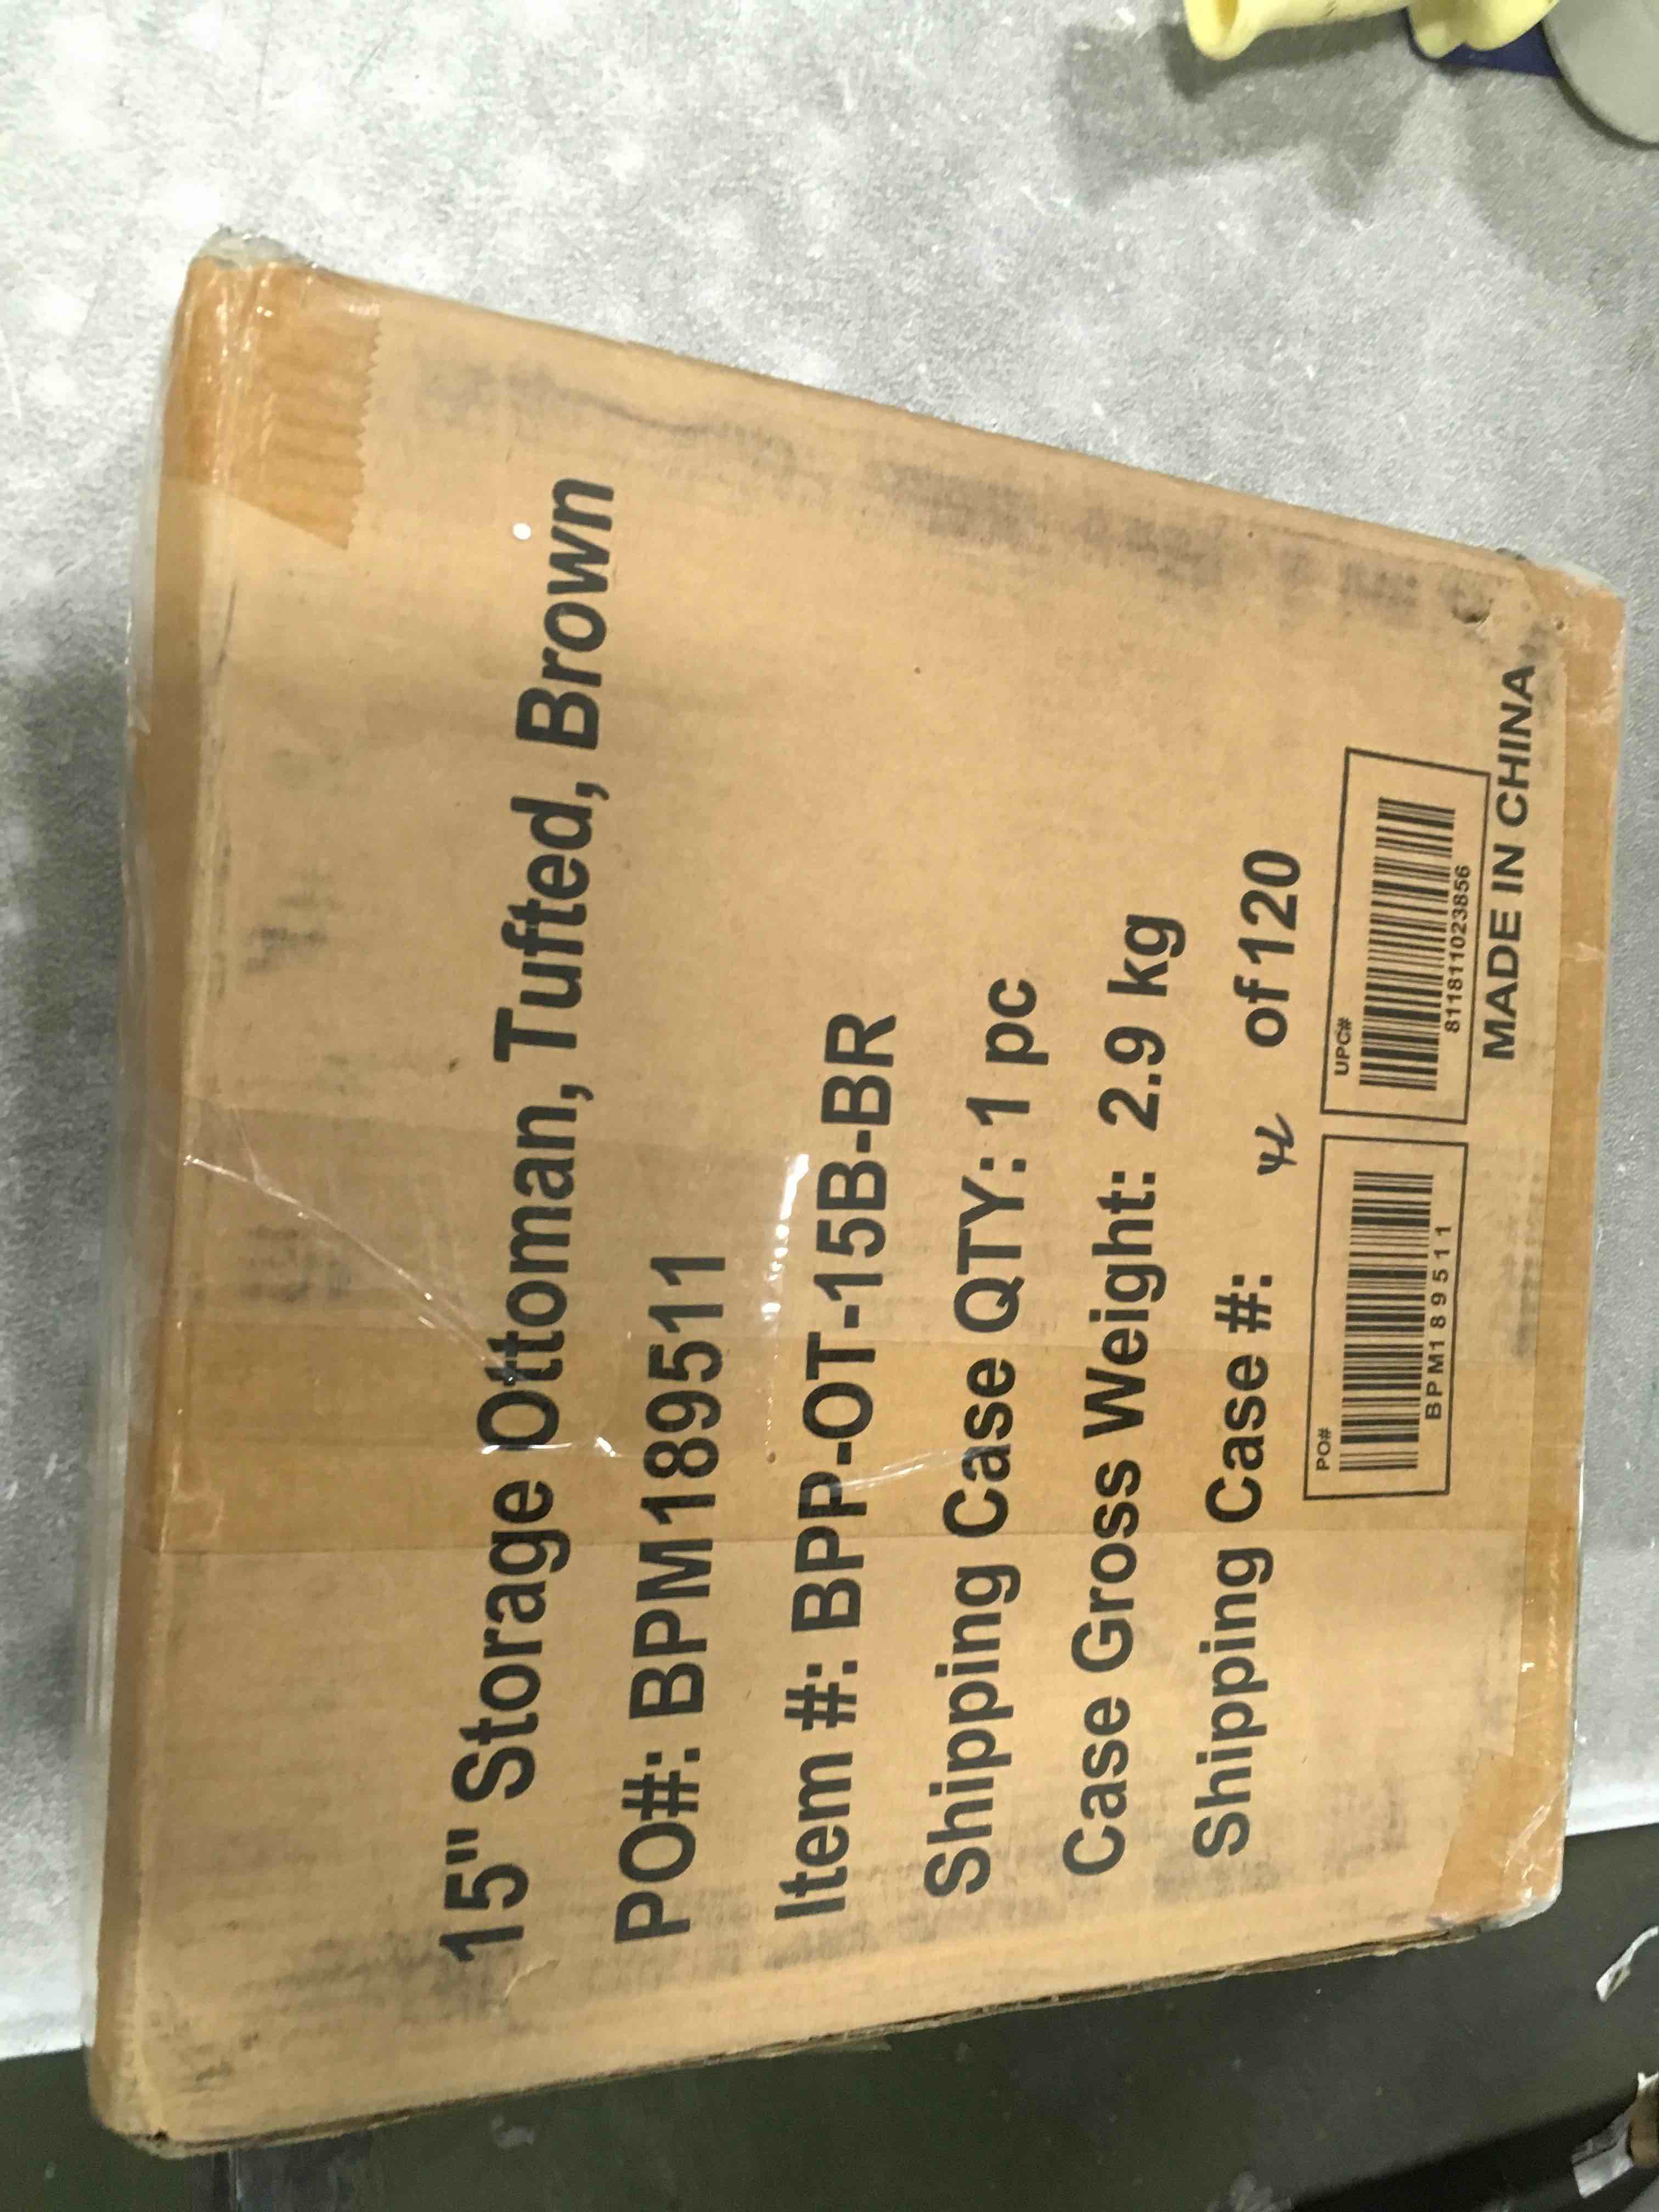 15" Storage Ottoman, Tufted, Brown
PO#: BPM189511
Item #: BPP-OT-15B-BR
Shipping Case QTY: 1 pc
Case Gross Weight: 2.9 kg
Shipping Case #: 42 of 120
PO#
BPM189511
UPC#
811811023856
MADE IN CHINA